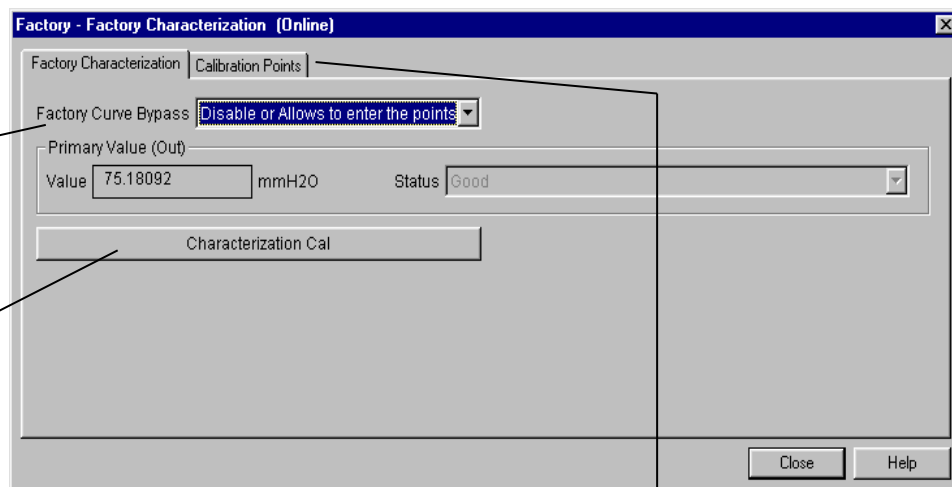 Factory - Factory Characterization (Online)
Factory Characterization Calibration Points
Factory Curve Bypass Disable or Allows to enter the points
Primary Value (Out)
Value 75.18092 mmH2O Status Good
Characterization Cal
Close Help